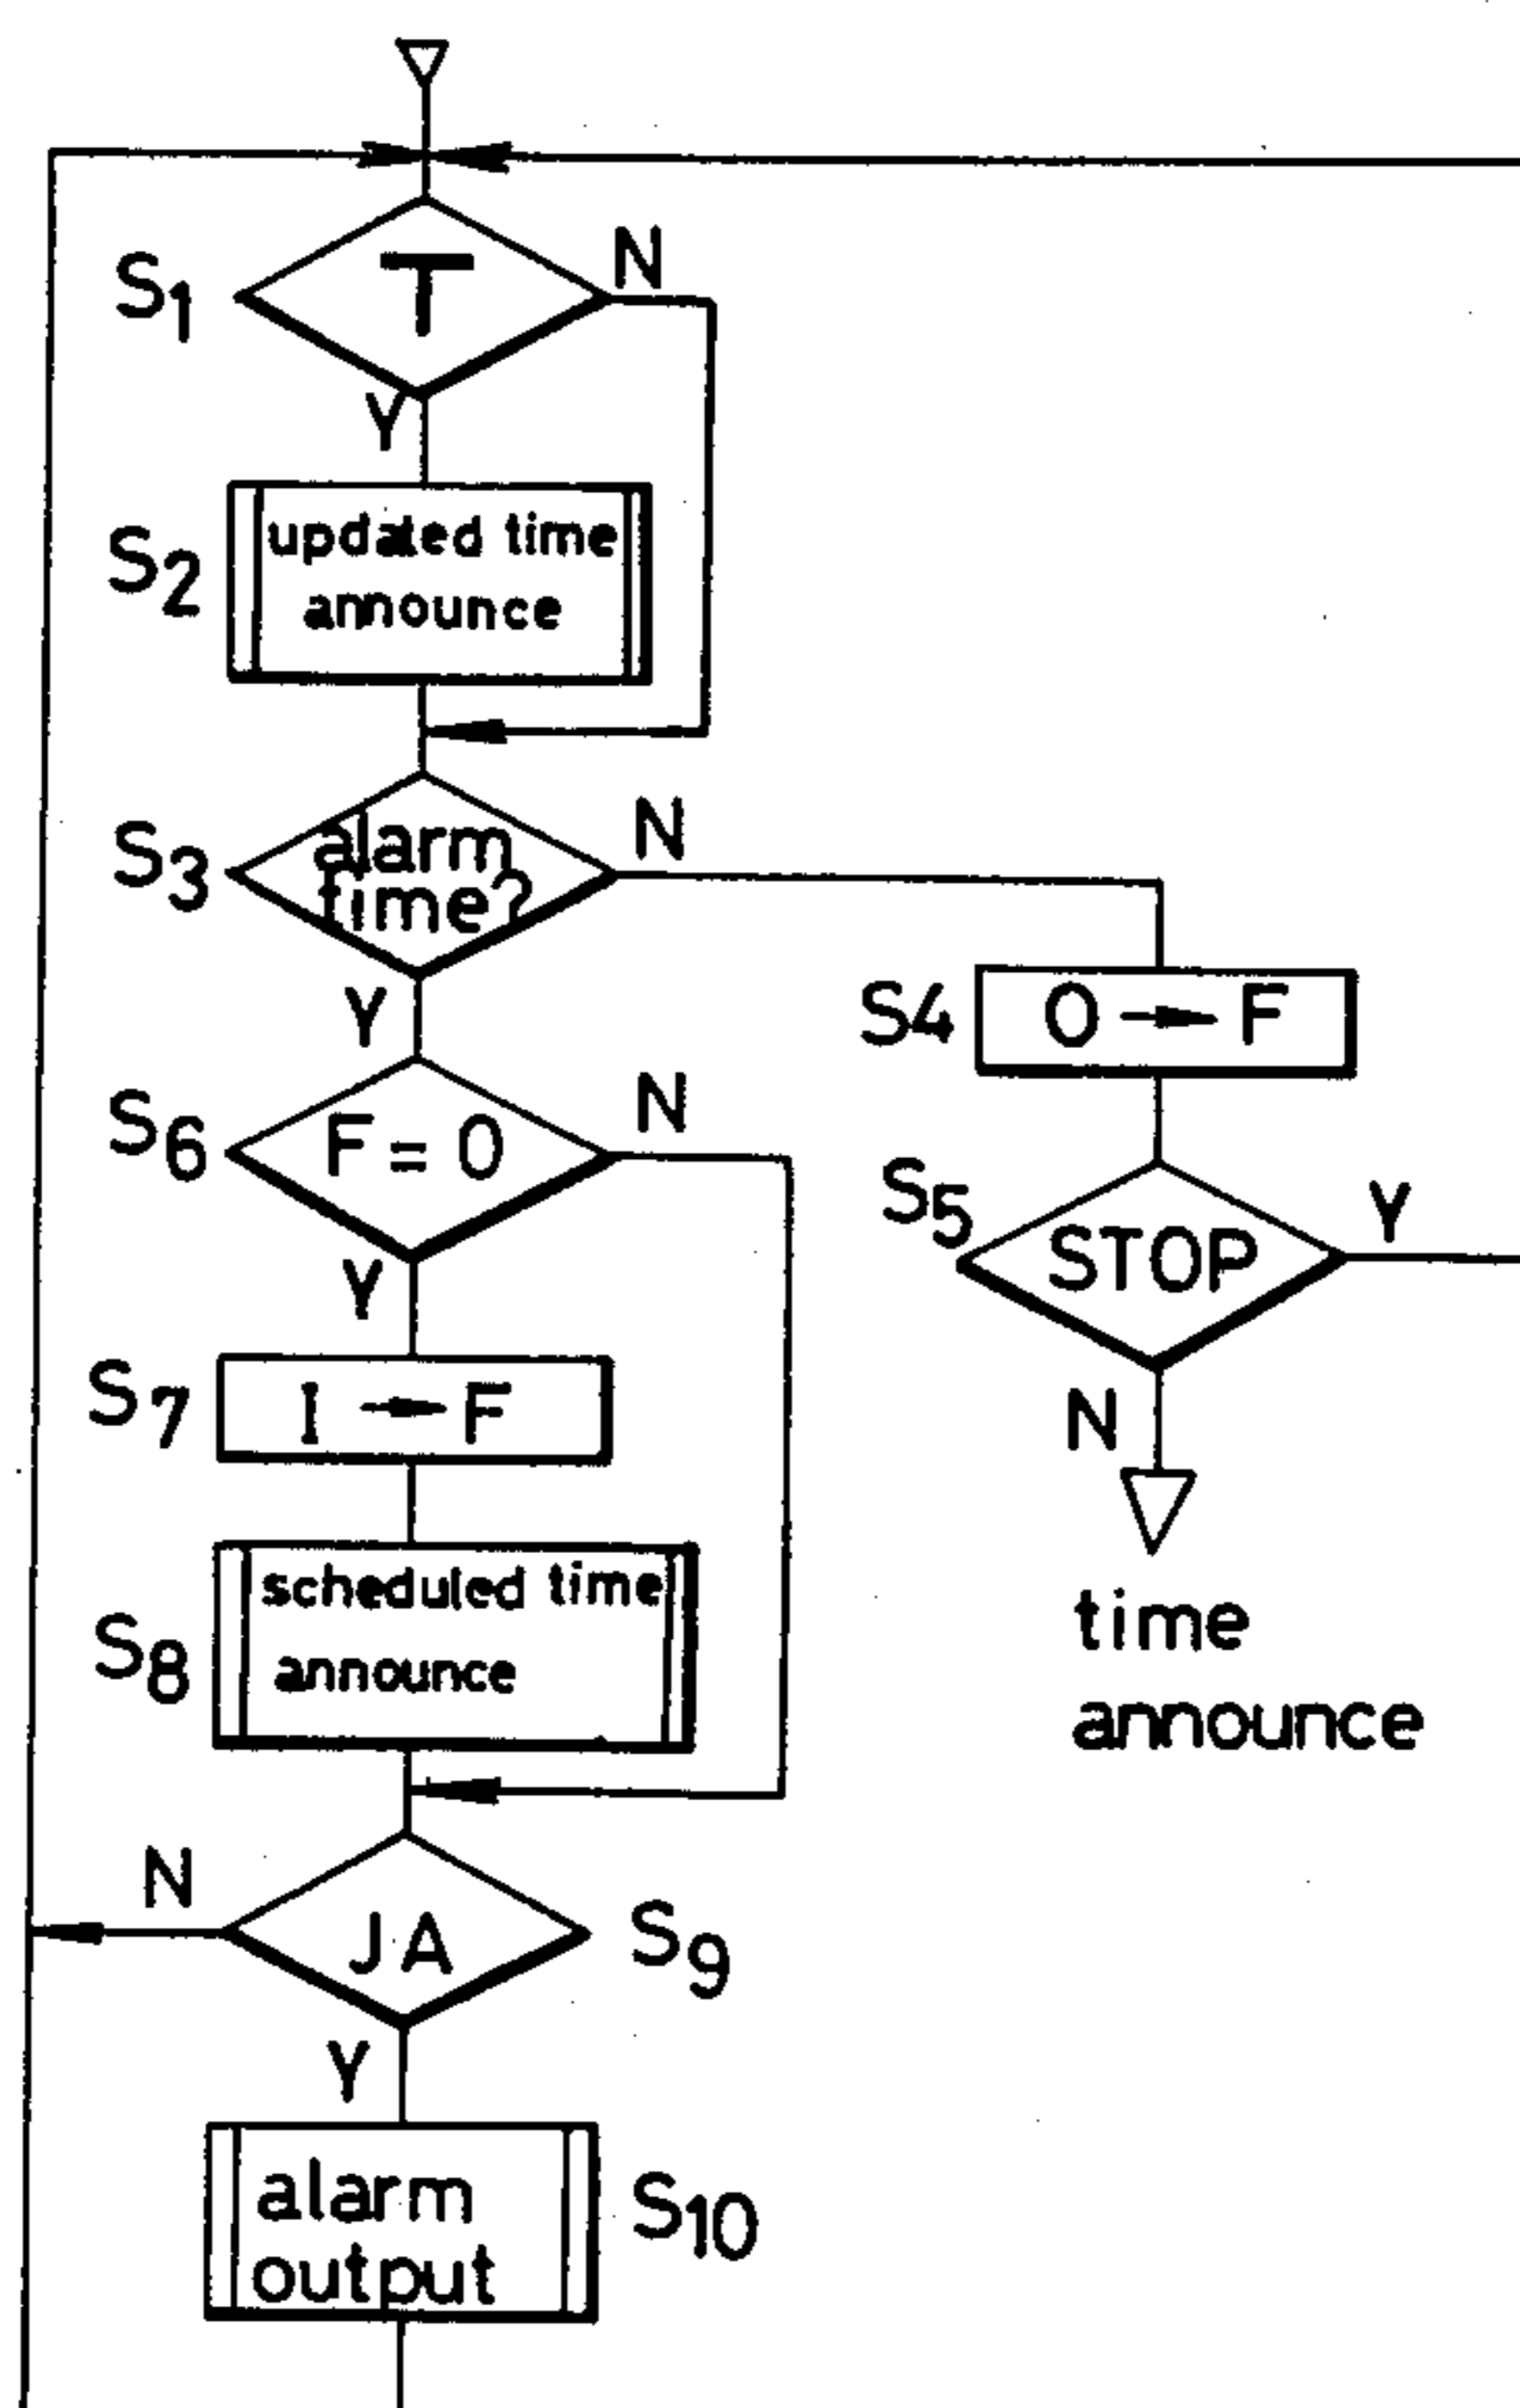 S1
T
N
Y
S2
updated time
announce
S3
alarm
time?
N
Y
S4
0 → F
S5
STOP
Y
N
time
announce
S6
F = 0
N
Y
S7
I → F
S8
scheduled time
announce
N
JA
S9
Y
alarm
output
S10